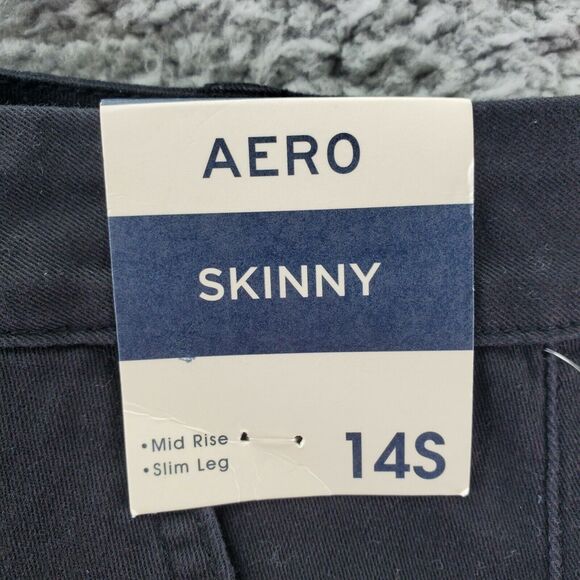 AERO
SKINNY
•Mid Rise
•Slim Leg
14S